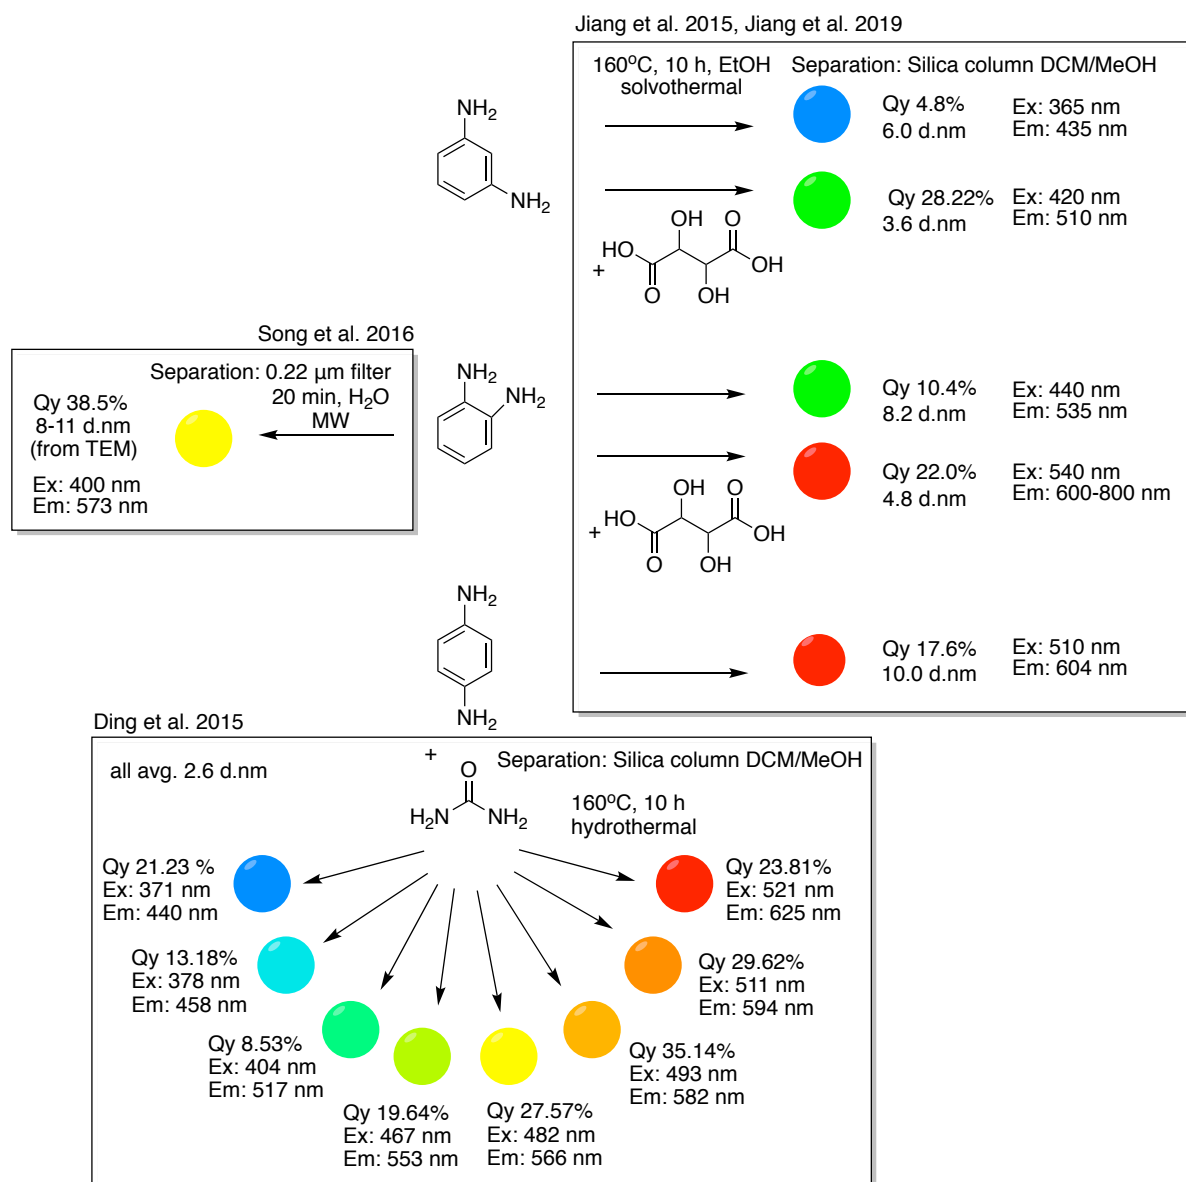 Jiang et al. 2015, Jiang et al. 2019
160ºC, 10 h, EtOH
solvothermal
Separation: Silica column DCM/MeOH
NH2
NH2
Qy 4.8%
6.0 d.nm
Ex: 365 nm
Em: 435 nm
Qy 28.22%
3.6 d.nm
Ex: 420 nm
Em: 510 nm
+
OH
O
HO
OH
O
OH
Song et al. 2016
Separation: 0.22 µm filter
20 min, H2O
MW
Qy 38.5%
8-11 d.nm
(from TEM)
Ex: 400 nm
Em: 573 nm
NH2
NH2
Qy 10.4%
8.2 d.nm
Ex: 440 nm
Em: 535 nm
Qy 22.0%
4.8 d.nm
Ex: 540 nm
Em: 600-800 nm
+
OH
O
HO
OH
O
OH
NH2
NH2
Qy 17.6%
10.0 d.nm
Ex: 510 nm
Em: 604 nm
Ding et al. 2015
all avg. 2.6 d.nm
+
O
H2N
NH2
Separation: Silica column DCM/MeOH
160ºC, 10 h
hydrothermal
Qy 21.23 %
Ex: 371 nm
Em: 440 nm
Qy 13.18%
Ex: 378 nm
Em: 458 nm
Qy 8.53%
Ex: 404 nm
Em: 517 nm
Qy 19.64%
Ex: 467 nm
Em: 553 nm
Qy 27.57%
Ex: 482 nm
Em: 566 nm
Qy 35.14%
Ex: 493 nm
Em: 582 nm
Qy 29.62%
Ex: 511 nm
Em: 594 nm
Qy 23.81%
Ex: 521 nm
Em: 625 nm